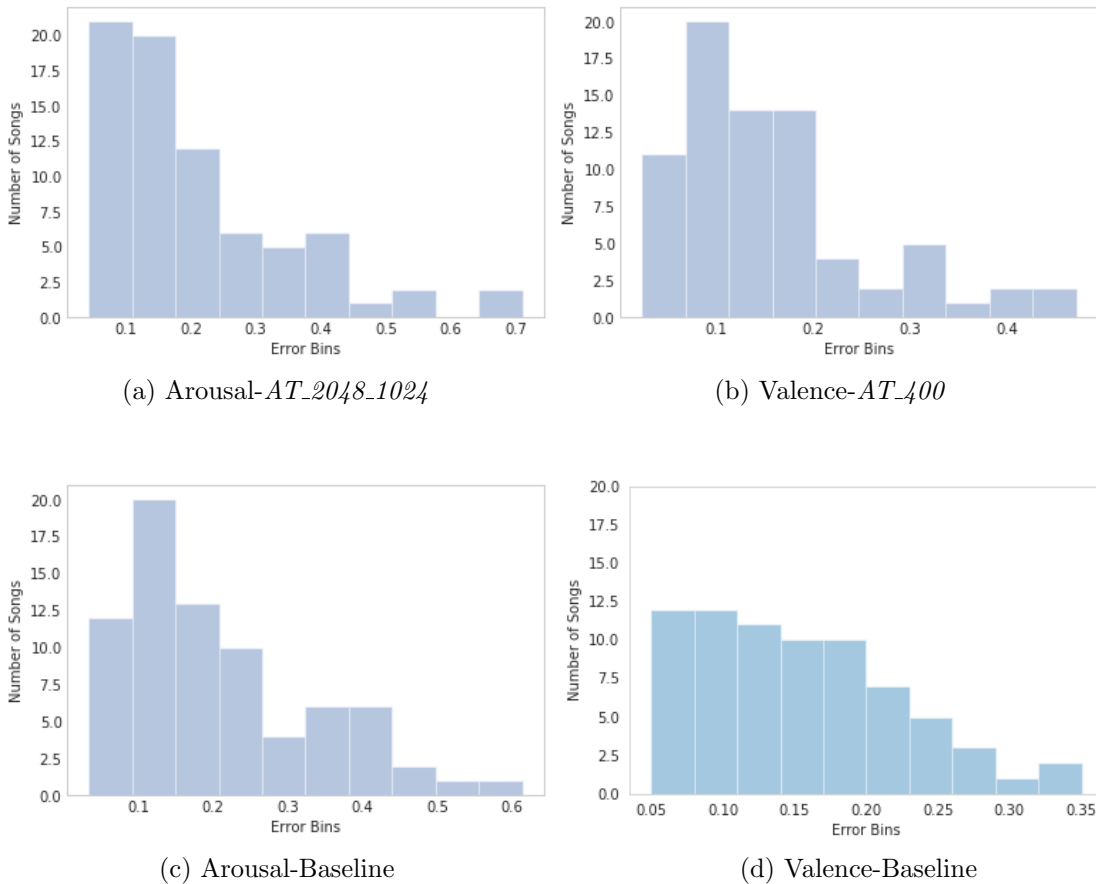 20.0
17.5
15.0
12.5
10.0
7.5
5.0
2.5
0.0
Number of Songs
0.1 0.2 0.3 0.4 0.5 0.6 0.7
Error Bins
(a) Arousal-AT_2048_1024
20.0
17.5
15.0
12.5
10.0
7.5
5.0
2.5
0.0
Number of Songs
0.1 0.2 0.3 0.4
Error Bins
(b) Valence-AT_400
20.0
17.5
15.0
12.5
10.0
7.5
5.0
2.5
0.0
Number of Songs
0.1 0.2 0.3 0.4 0.5 0.6
Error Bins
(c) Arousal-Baseline
20.0
17.5
15.0
12.5
10.0
7.5
5.0
2.5
0.0
Number of Songs
0.05 0.10 0.15 0.20 0.25 0.30 0.35
Error Bins
(d) Valence-Baseline